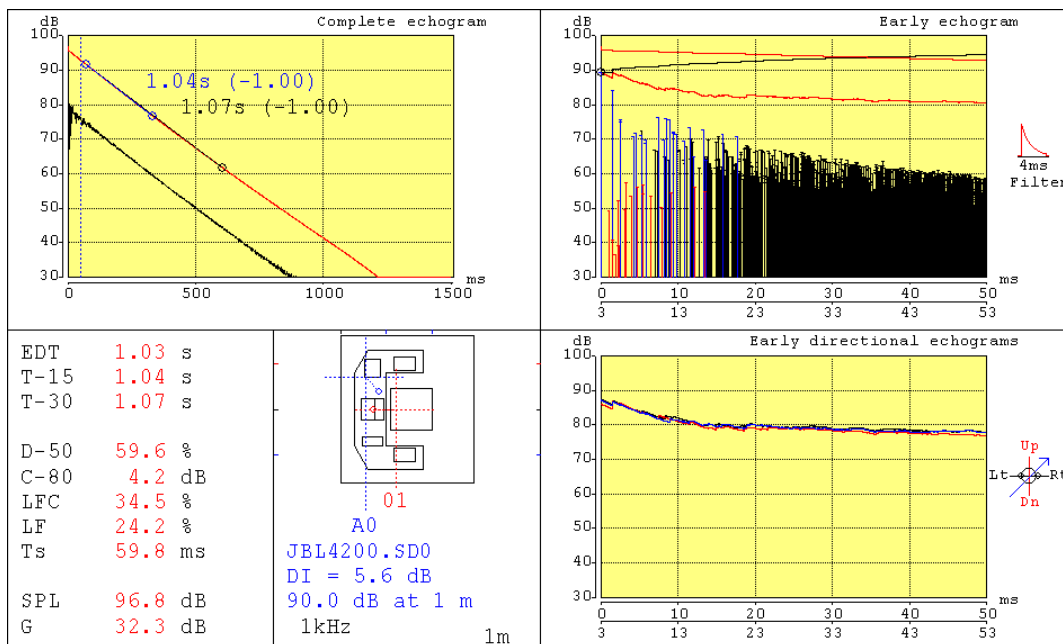 dB Complete echogram
100
90
80
70
60
50
40
30
1.04s (-1.00)
1.07s (-1.00)
ms
0 500 1000 1500
dB Early echogram
100
90
80
70
60
50
40
30
4ms
Filter
ms
0 10 20 30 40 50
3 13 23 33 43 53
EDT 1.03 s
T-15 1.04 s
T-30 1.07 s
D-50 59.6 %
C-80 4.2 dB
LFC 34.5 %
LF 24.2 %
Ts 59.8 ms
SPL 96.8 dB
G 32.3 dB
01
A0
JBL4200.SD0
DI = 5.6 dB
90.0 dB at 1 m
1kHz 1m
dB Early directional echograms
100
90
80
70
60
50
40
30
Up
Lt Rt
Dn
ms
0 10 20 30 40 50
3 13 23 33 43 53